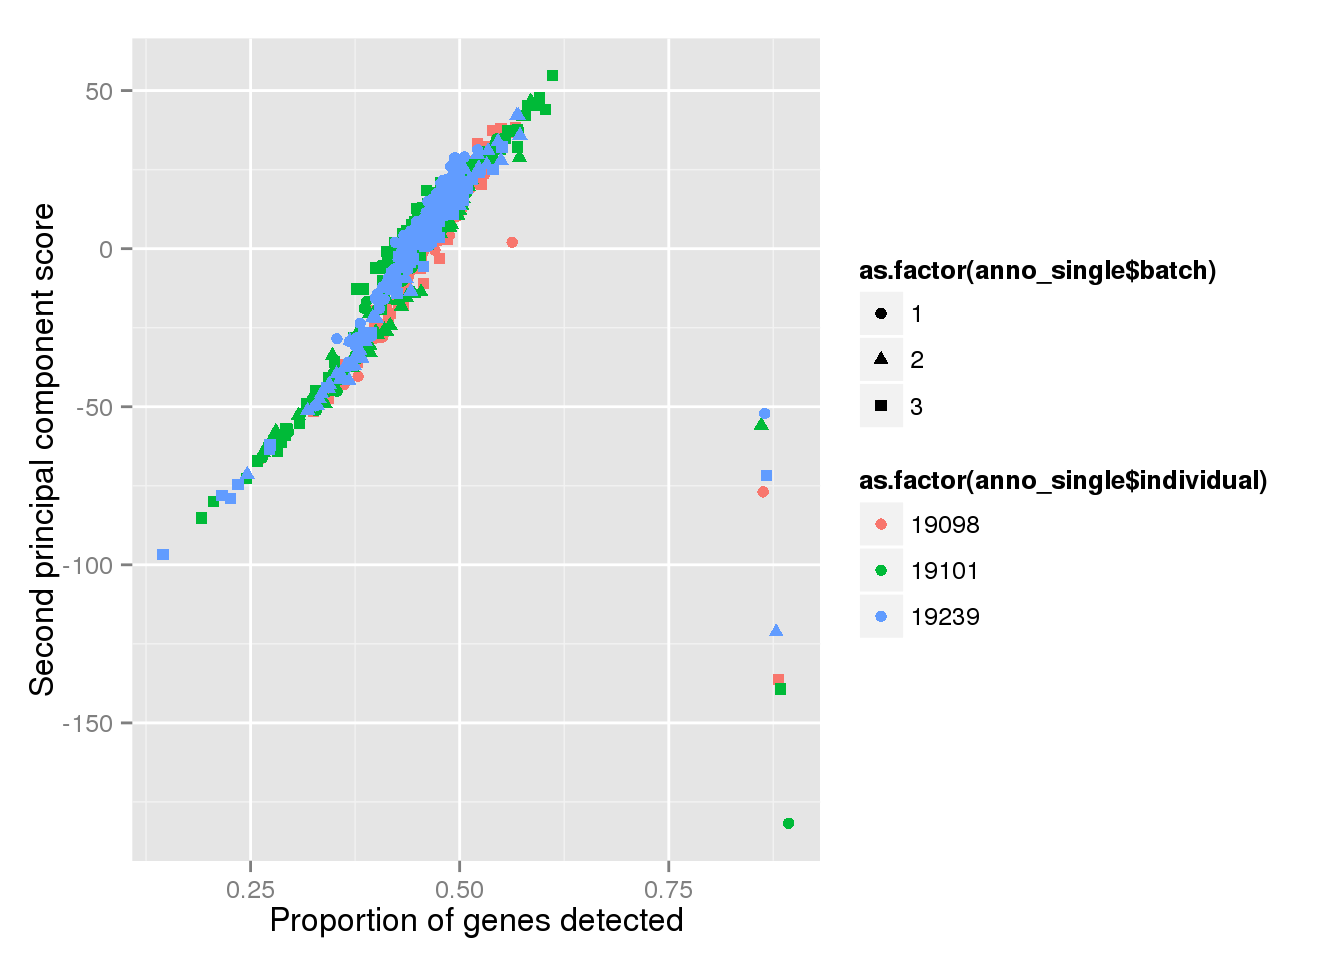 50
0
-50
-100
-150
Second principal component score
0.25 0.50 0.75
Proportion of genes detected
as.factor(anno_single$batch)
1
2
3
as.factor(anno_single$individual)
19098
19101
19239